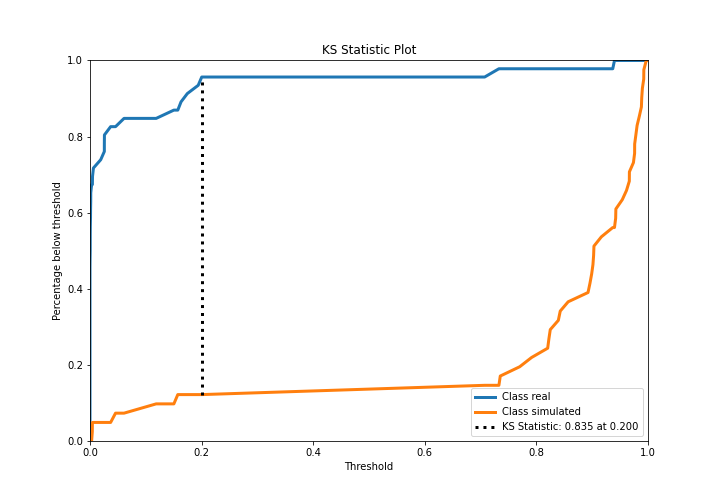 KS Statistic Plot
1.0
0.8
0.6
0.4
0.2
0.0
Percentage below threshold
0.0 0.2 0.4 0.6 0.8 1.0
Threshold
Class real
Class simulated
KS Statistic: 0.835 at 0.200